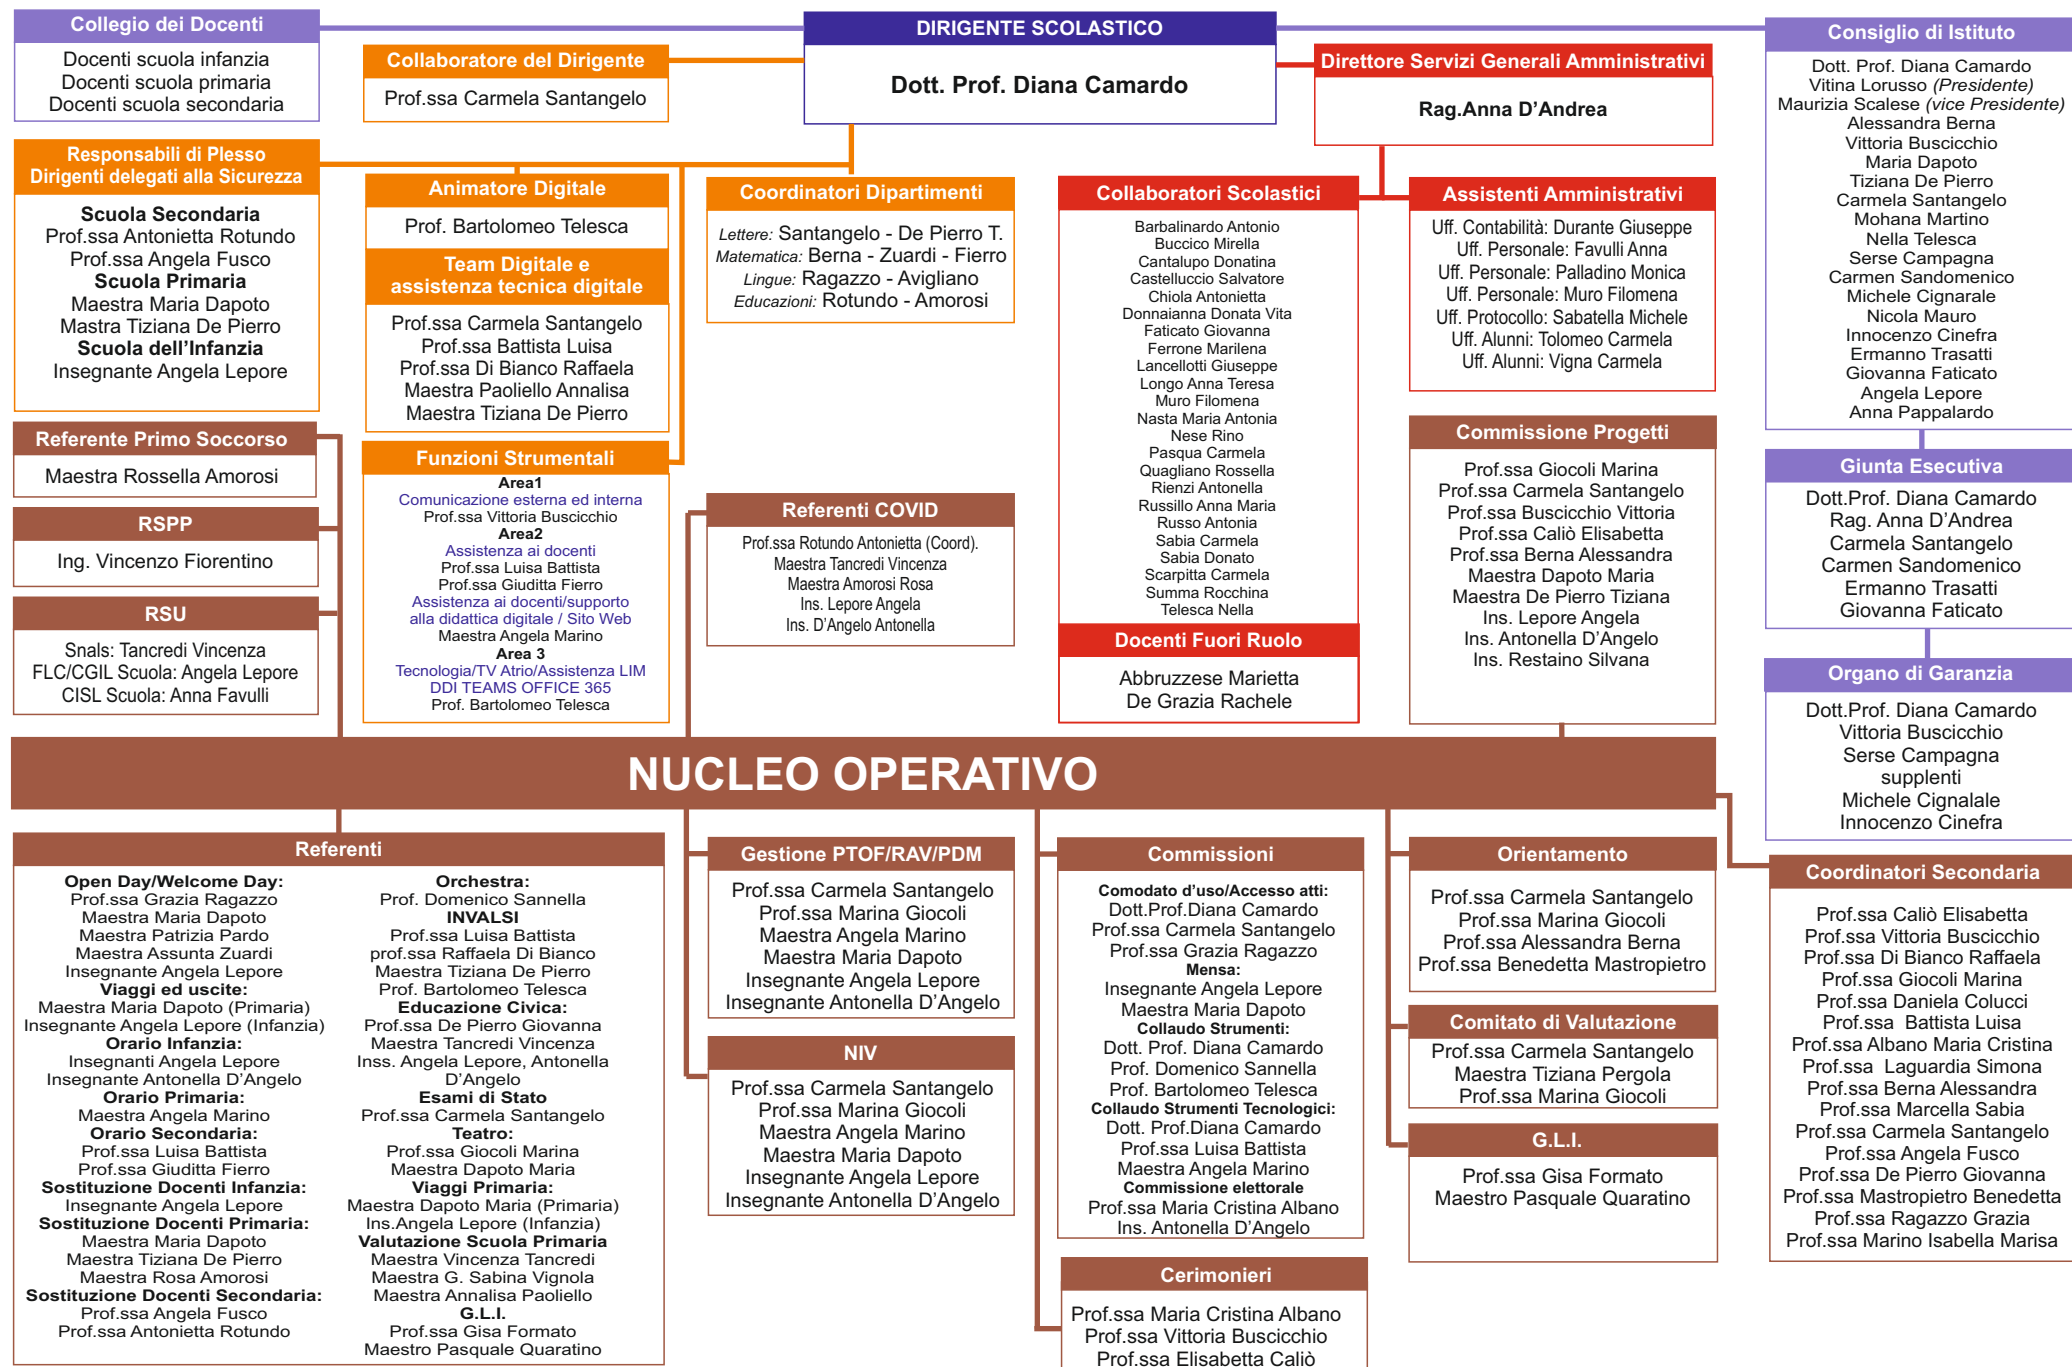 Collegio dei Docenti
Docenti scuola infanzia
Docenti scuola primaria
Docenti scuola secondaria
Collaboratore del Dirigente
Prof.ssa Carmela Santangelo
DIRIGENTE SCOLASTICO
Dott. Prof. Diana Camardo
Direttore Servizi Generali Amministrativi
Rag.Anna D'Andrea
Consiglio di Istituto
Dott. Prof. Diana Camardo
Vitina Lorusso (Presidente)
Maurizia Scalese (vice Presidente)
Alessandra Berna
Vittoria Buscicchio
Maria Dapoto
Tiziana De Pierro
Carmela Santangelo
Mohana Martino
Nella Telesca
Serse Campagna
Carmen Sandomenico
Michele Cignarale
Nicola Mauro
Innocenzo Cinefra
Ermanno Trasatti
Giovanna Faticato
Angela Lepore
Anna Pappalardo
Responsabili di Plesso
Dirigenti delegati alla Sicurezza
Scuola Secondaria
Prof.ssa Antonietta Rotundo
Prof.ssa Angela Fusco
Scuola Primaria
Maestra Maria Dapoto
Mastra Tiziana De Pierro
Scuola dell'Infanzia
Insegnante Angela Lepore
Animatore Digitale
Prof. Bartolomeo Telesca
Team Digitale e
assistenza tecnica digitale
Prof.ssa Carmela Santangelo
Prof.ssa Battista Luisa
Prof.ssa Di Bianco Raffaela
Maestra Paoliello Annalisa
Maestra Tiziana De Pierro
Coordinatori Dipartimenti
Lettere: Santangelo - De Pierro T.
Matematica: Berna - Zuardi - Fierro
Lingue: Ragazzo - Avigliano
Educazioni: Rotundo - Amorosi
Collaboratori Scolastici
Barbalinardo Antonio
Buccico Mirella
Cantalupo Donatina
Castelluccio Salvatore
Chiola Antonietta
Donnaianna Donata Vita
Faticato Giovanna
Ferrone Marilena
Lancellotti Giuseppe
Longo Anna Teresa
Muro Filomena
Nasta Maria Antonia
Nese Rino
Pasqua Carmela
Quagliano Rossella
Rienzi Antonella
Russillo Anna Maria
Russo Antonia
Sabia Carmela
Sabia Donato
Scarpitta Carmela
Summa Rocchina
Telesca Nella
Docenti Fuori Ruolo
Abbruzzese Marietta
De Grazia Rachele
Assistenti Amministrativi
Uff. Contabilità: Durante Giuseppe
Uff. Personale: Favulli Anna
Uff. Personale: Palladino Monica
Uff. Personale: Muro Filomena
Uff. Protocollo: Sabatella Michele
Uff. Alunni: Tolomeo Carmela
Uff. Alunni: Vigna Carmela
Referente Primo Soccorso
Maestra Rossella Amorosi
RSPP
Ing. Vincenzo Fiorentino
RSU
Snals: Tancredi Vincenza
FLC/CGIL Scuola: Angela Lepore
CISL Scuola: Anna Favulli
Funzioni Strumentali
Area1
Comunicazione esterna ed interna
Prof.ssa Vittoria Buscicchio
Area2
Assistenza ai docenti
Prof.ssa Luisa Battista
Prof.ssa Giuditta Fierro
Assistenza ai docenti/supporto
alla didattica digitale / Sito Web
Maestra Angela Marino
Area 3
Tecnologia/TV Atrio/Assistenza LIM
DDI TEAMS OFFICE 365
Prof. Bartolomeo Telesca
Referenti COVID
Prof.ssa Rotundo Antonietta (Coord).
Maestra Tancredi Vincenza
Maestra Amorosi Rosa
Ins. Lepore Angela
Ins. D'Angelo Antonella
Commissione Progetti
Prof.ssa Giocoli Marina
Prof.ssa Carmela Santangelo
Prof.ssa Buscicchio Vittoria
Prof.ssa Caliò Elisabetta
Prof.ssa Berna Alessandra
Maestra Dapoto Maria
Maestra De Pierro Tiziana
Ins. Lepore Angela
Ins. Antonella D'Angelo
Ins. Restaino Silvana
Giunta Esecutiva
Dott.Prof. Diana Camardo
Rag. Anna D'Andrea
Carmela Santangelo
Carmen Sandomenico
Ermanno Trasatti
Giovanna Faticato
Organo di Garanzia
Dott.Prof. Diana Camardo
Vittoria Buscicchio
Serse Campagna
supplenti
Michele Cignalale
Innocenzo Cinefra
NUCLEO OPERATIVO
Referenti
Open Day/Welcome Day:
Prof.ssa Grazia Ragazzo
Maestra Maria Dapoto
Maestra Patrizia Pardo
Maestra Assunta Zuardi
Insegnante Angela Lepore
Viaggi ed uscite:
Maestra Maria Dapoto (Primaria)
Insegnante Angela Lepore (Infanzia)
Orario Infanzia:
Insegnanti Angela Lepore
Insegnante Antonella D'Angelo
Orario Primaria:
Maestra Angela Marino
Orario Secondaria:
Prof.ssa Luisa Battista
Prof.ssa Giuditta Fierro
Sostituzione Docenti Infanzia:
Insegnante Angela Lepore
Sostituzione Docenti Primaria:
Maestra Maria Dapoto
Maestra Tiziana De Pierro
Maestra Rosa Amorosi
Sostituzione Docenti Secondaria:
Prof.ssa Angela Fusco
Prof.ssa Antonietta Rotundo
Orchestra:
Prof. Domenico Sannella
INVALSI
Prof.ssa Luisa Battista
prof.ssa Raffaela Di Bianco
Maestra Tiziana De Pierro
Prof. Bartolomeo Telesca
Educazione Civica:
Prof.ssa De Pierro Giovanna
Maestra Tancredi Vincenza
Inss. Angela Lepore, Antonella
D'Angelo
Esami di Stato
Prof.ssa Carmela Santangelo
Teatro:
Prof.ssa Giocoli Marina
Maestra Dapoto Maria
Viaggi Primaria:
Maestra Dapoto Maria (Primaria)
Ins.Angela Lepore (Infanzia)
Valutazione Scuola Primaria
Maestra Vincenza Tancredi
Maestra G. Sabina Vignola
Maestra Annalisa Paoliello
G.L.I.
Prof.ssa Gisa Formato
Maestro Pasquale Quaratino
Gestione PTOF/RAV/PDM
Prof.ssa Carmela Santangelo
Prof.ssa Marina Giocoli
Maestra Angela Marino
Maestra Maria Dapoto
Insegnante Angela Lepore
Insegnante Antonella D'Angelo
NIV
Prof.ssa Carmela Santangelo
Prof.ssa Marina Giocoli
Maestra Angela Marino
Maestra Maria Dapoto
Insegnante Angela Lepore
Insegnante Antonella D'Angelo
Commissioni
Comodato d'uso/Accesso atti:
Dott.Prof.Diana Camardo
Prof.ssa Carmela Santangelo
Prof.ssa Grazia Ragazzo
Mensa:
Insegnante Angela Lepore
Maestra Maria Dapoto
Collaudo Strumenti:
Dott. Prof. Diana Camardo
Prof. Domenico Sannella
Prof. Bartolomeo Telesca
Collaudo Strumenti Tecnologici:
Dott. Prof.Diana Camardo
Prof.ssa Luisa Battista
Maestra Angela Marino
Commissione elettorale
Prof.ssa Maria Cristina Albano
Ins. Antonella D'Angelo
Cerimonieri
Prof.ssa Maria Cristina Albano
Prof.ssa Vittoria Buscicchio
Prof.ssa Elisabetta Caliò
Orientamento
Prof.ssa Carmela Santangelo
Prof.ssa Marina Giocoli
Prof.ssa Alessandra Berna
Prof.ssa Benedetta Mastropietro
Comitato di Valutazione
Prof.ssa Carmela Santangelo
Maestra Tiziana Pergola
Prof.ssa Marina Giocoli
G.L.I.
Prof.ssa Gisa Formato
Maestro Pasquale Quaratino
Coordinatori Secondaria
Prof.ssa Caliò Elisabetta
Prof.ssa Vittoria Buscicchio
Prof.ssa Di Bianco Raffaela
Prof.ssa Giocoli Marina
Prof.ssa Daniela Colucci
Prof.ssa Battista Luisa
Prof.ssa Albano Maria Cristina
Prof.ssa Laguardia Simona
Prof.ssa Berna Alessandra
Prof.ssa Marcella Sabia
Prof.ssa Carmela Santangelo
Prof.ssa Angela Fusco
Prof.ssa De Pierro Giovanna
Prof.ssa Mastropietro Benedetta
Prof.ssa Ragazzo Grazia
Prof.ssa Marino Isabella Marisa